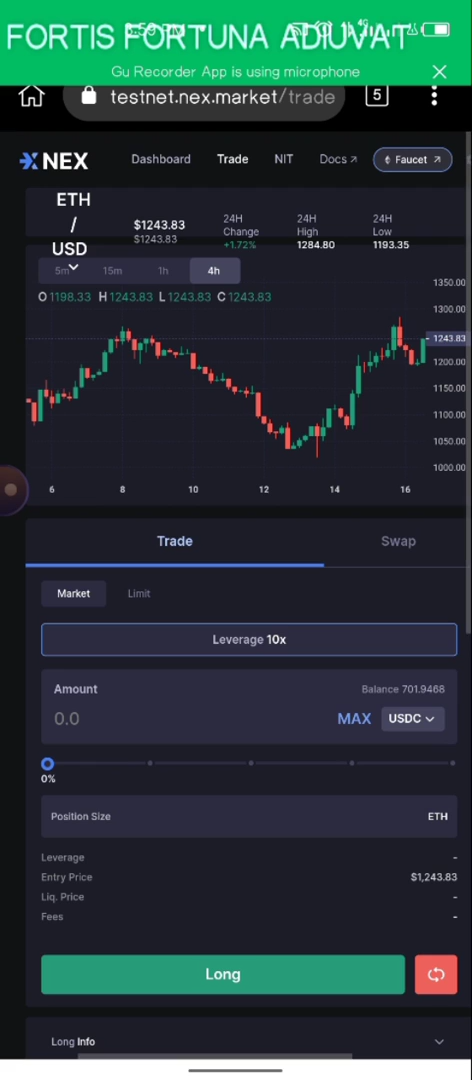 FORTIS FORTUNA ADIUVAT
3:59 PM
Gu Recorder App is using microphone
testnet.nex.market/trade
5
NEX
Dashboard Trade NIT Docs ↗ Faucet ↗
ETH / USD
$1243.83
$1243.83
24H Change
+1.72%
24H High
1284.80
24H Low
1193.35
5m 15m 1h 4h
O 1198.33 H 1243.83 L 1243.83 C 1243.83
1350.00
1300.00
1243.83
1200.00
1150.00
1100.00
1050.00
1000.00
6 8 10 12 14 16
Trade Swap
Market Limit
Leverage 10x
Amount Balance 701.9468
0.0 MAX USDC
0%
Position Size ETH
Leverage -
Entry Price $1,243.83
Liq. Price -
Fees -
Long
Long Info